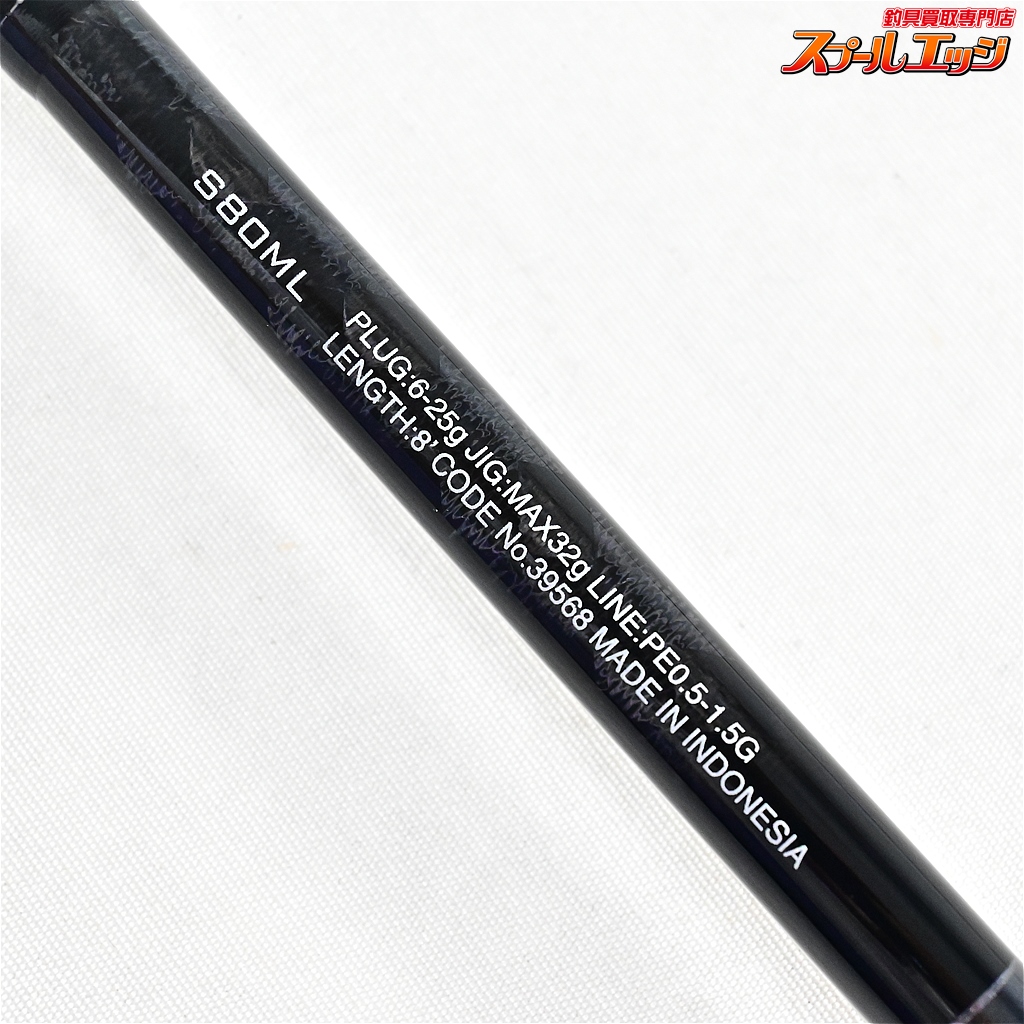 釣具買取専門店
スプールエッジ
S80ML
PLUG:6-25g JIG:MAX32g LINE:PE0.5-1.5G
LENGTH:8' CODE No.39568 MADE IN INDONESIA